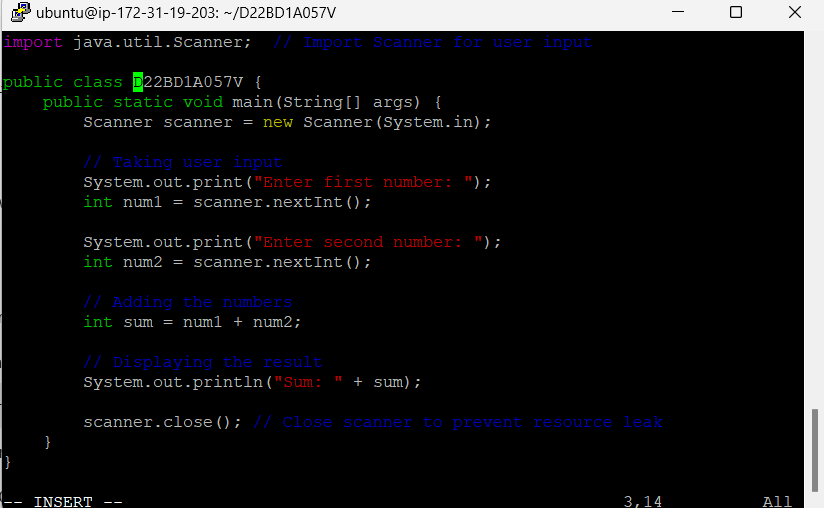 ubuntu@ip-172-31-19-203: ~/D22BD1A057V
import java.util.Scanner;  // Import Scanner for user input

public class D22BD1A057V {
    public static void main(String[] args) {
        Scanner scanner = new Scanner(System.in);

        // Taking user input
        System.out.print("Enter first number: ");
        int num1 = scanner.nextInt();

        System.out.print("Enter second number: ");
        int num2 = scanner.nextInt();

        // Adding the numbers
        int sum = num1 + num2;

        // Displaying the result
        System.out.println("Sum: " + sum);

        scanner.close(); // Close scanner to prevent resource leak
    }
}

-- INSERT -- 3,14 All